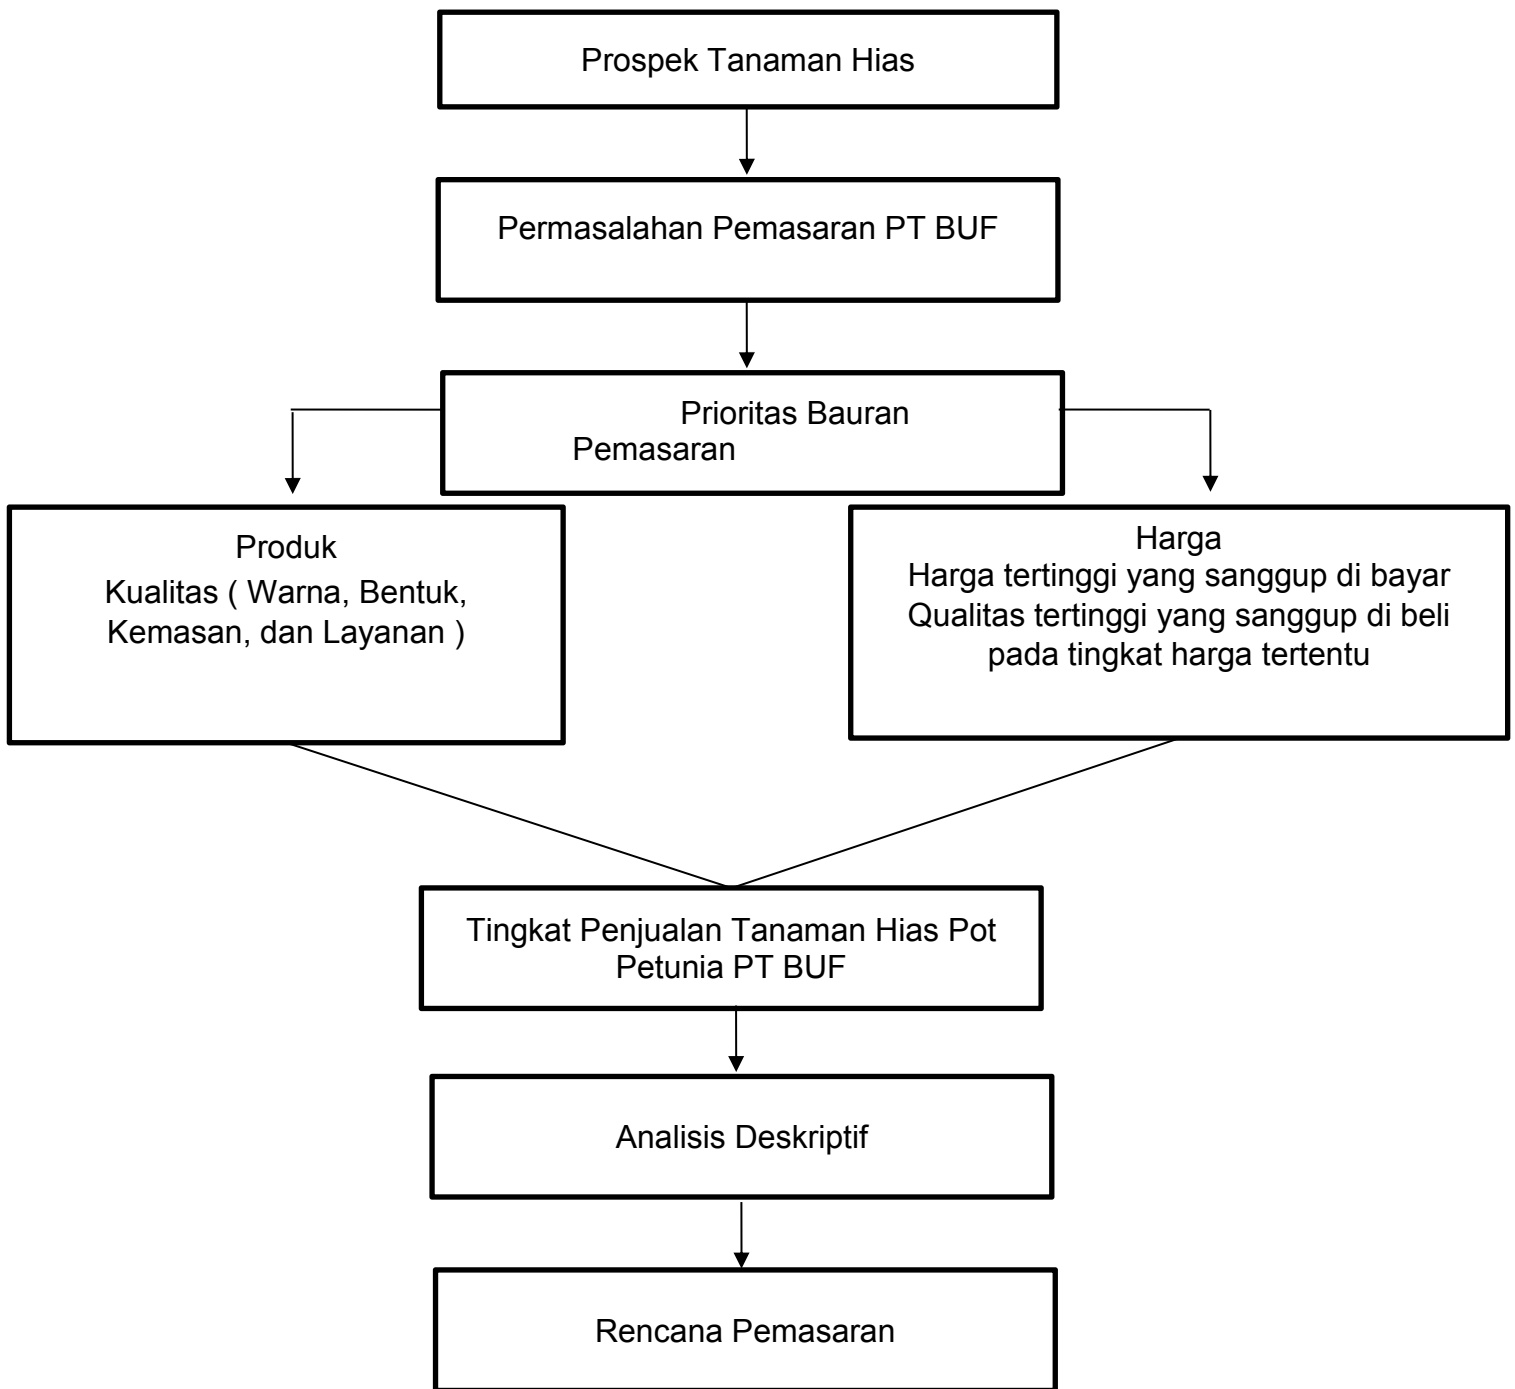 Prospek Tanaman Hias
Permasalahan Pemasaran PT BUF
Prioritas Bauran
Pemasaran
Produk
Kualitas ( Warna, Bentuk,
Kemasan, dan Layanan )
Harga
Harga tertinggi yang sanggup di bayar
Qualitas tertinggi yang sanggup di beli
pada tingkat harga tertentu
Tingkat Penjualan Tanaman Hias Pot
Petunia PT BUF
Analisis Deskriptif
Rencana Pemasaran